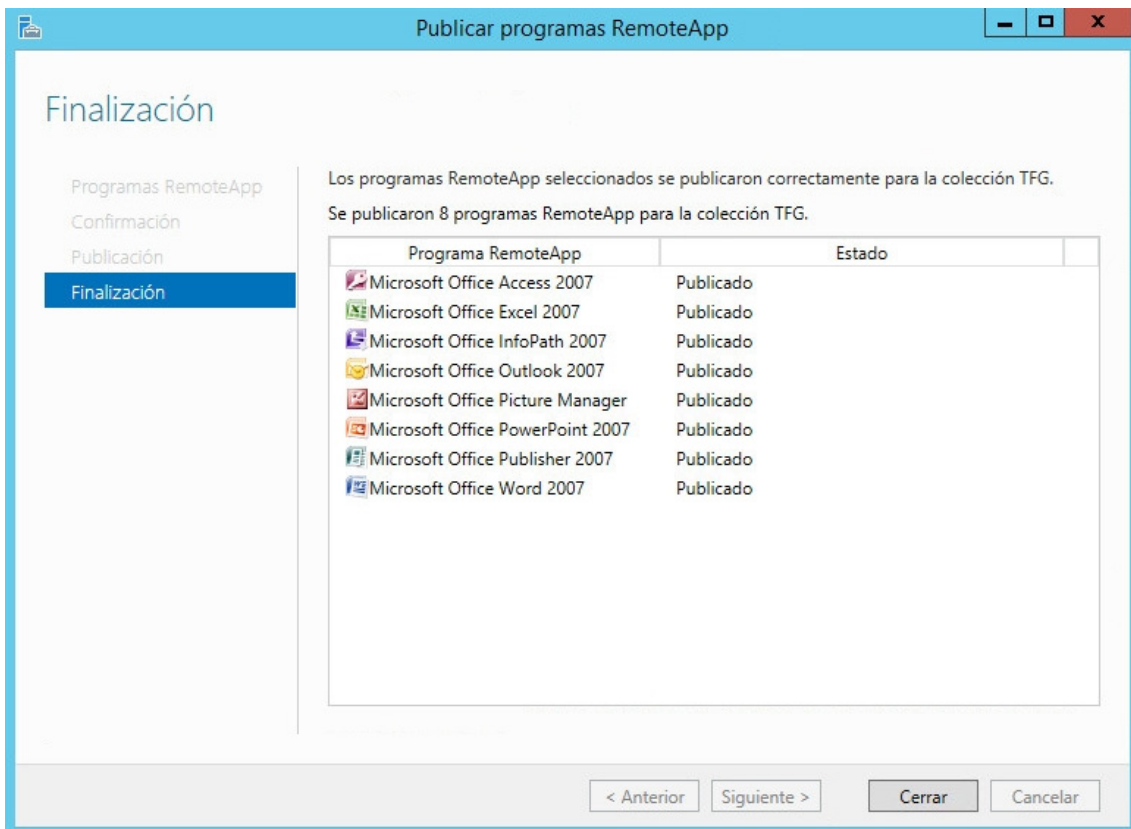 Publicar programas RemoteApp
Finalización
Programas RemoteApp
Confirmación
Publicación
Finalización
Los programas RemoteApp seleccionados se publicaron correctamente para la colección TFG.
Se publicaron 8 programas RemoteApp para la colección TFG.
Programa RemoteApp Estado
Microsoft Office Access 2007 Publicado
Microsoft Office Excel 2007 Publicado
Microsoft Office InfoPath 2007 Publicado
Microsoft Office Outlook 2007 Publicado
Microsoft Office Picture Manager Publicado
Microsoft Office PowerPoint 2007 Publicado
Microsoft Office Publisher 2007 Publicado
Microsoft Office Word 2007 Publicado
< Anterior Siguiente > Cerrar Cancelar